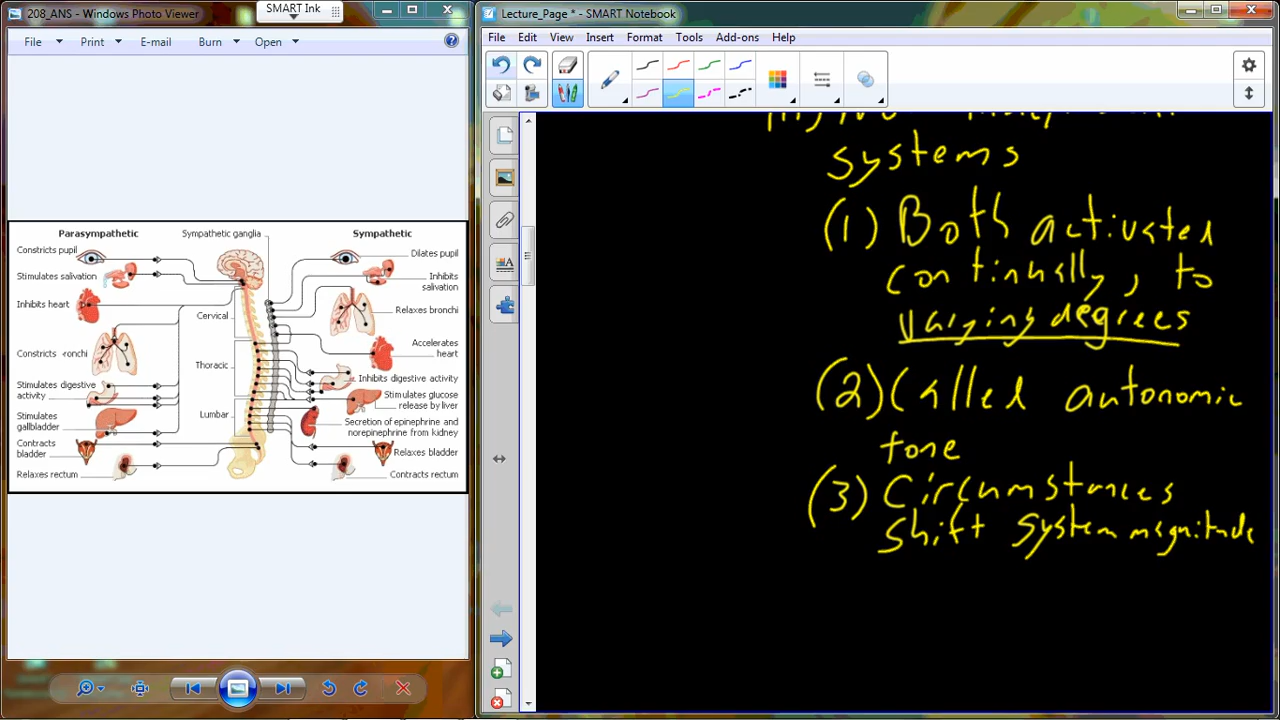 208_ANS - Windows Photo Viewer
SMART Ink
File Print E-mail Burn Open
Parasympathetic
Sympathetic ganglia
Sympathetic
Constricts pupil
Stimulates salivation
Inhibits heart
Constricts ronchi
Stimulates digestive
activity
Stimulates
gallbladder
Contracts
bladder
Relaxes rectum
Cervical
Thoracic
Lumbar
Dilates pupil
Inhibits
salivation
Relaxes bronchi
Accelerates
heart
Inhibits digestive activity
Stimulates glucose
release by liver
Secretion of epinephrine and
norepinephrine from kidney
Relaxes bladder
Contracts rectum
Lecture_Page * - SMART Notebook
File Edit View Insert Format Tools Add-ons Help
systems
(1) Both activated
continually, to
varying degrees
(2) Called autonomic
tone
(3) Circumstances
shift system magnitude